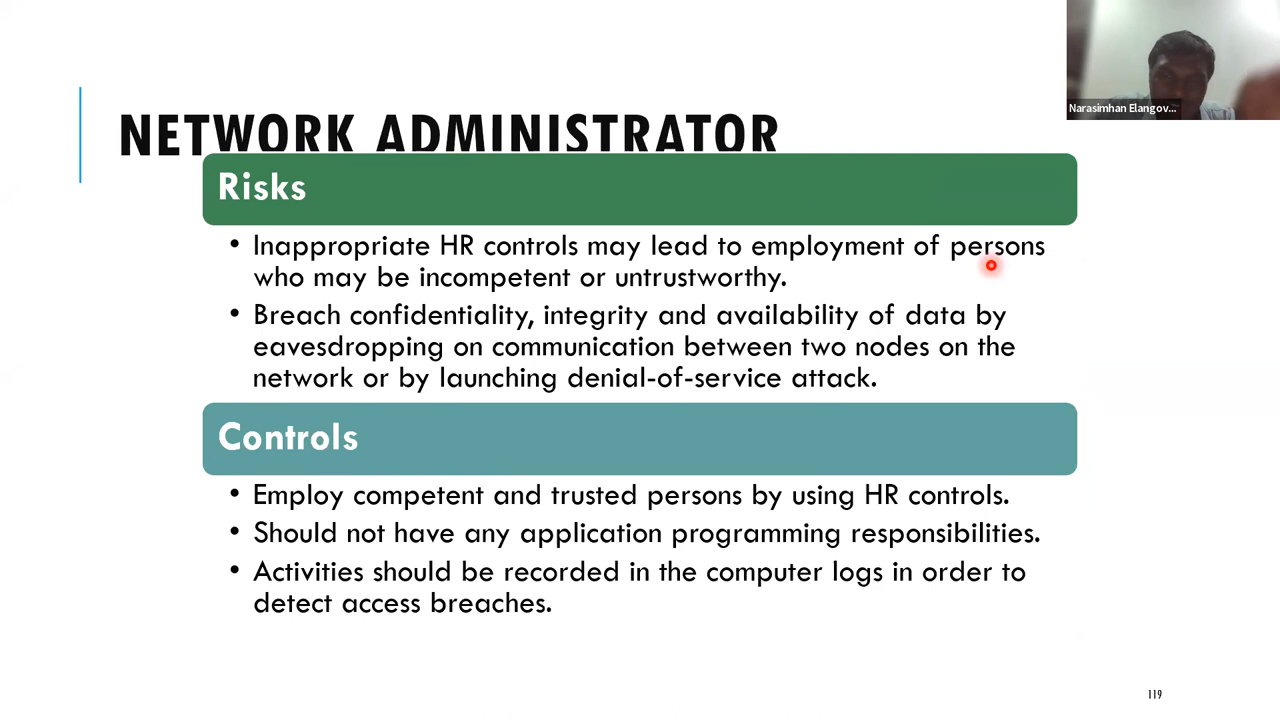 Narasimhan Elangov...
NETWORK ADMINISTRATOR
Risks
• Inappropriate HR controls may lead to employment of persons
who may be incompetent or untrustworthy.
• Breach confidentiality, integrity and availability of data by
eavesdropping on communication between two nodes on the
network or by launching denial-of-service attack.
Controls
• Employ competent and trusted persons by using HR controls.
• Should not have any application programming responsibilities.
• Activities should be recorded in the computer logs in order to
detect access breaches.
119